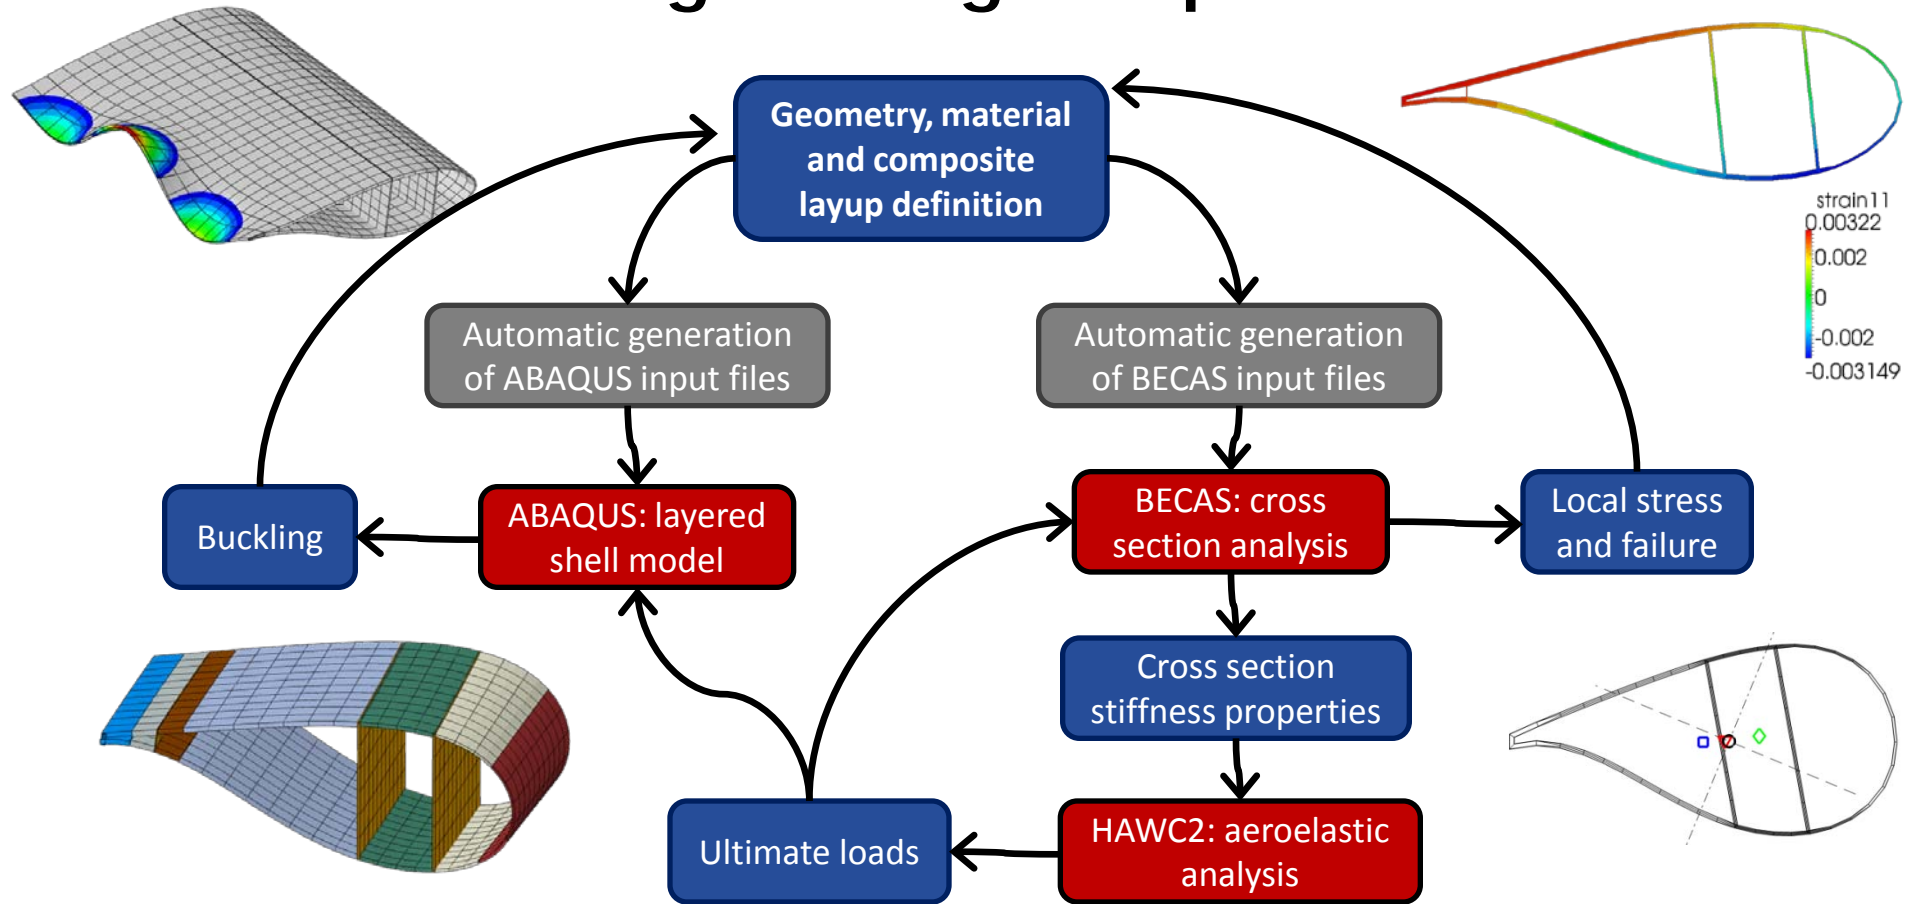 Geometry, material
and composite
layup definition
strain11
0.00322
0.002
0
-0.002
-0.003149
Automatic generation
of ABAQUS input files
Automatic generation
of BECAS input files
Buckling
ABAQUS: layered
shell model
BECAS: cross
section analysis
Local stress
and failure
Cross section
stiffness properties
Ultimate loads
HAWC2: aeroelastic
analysis